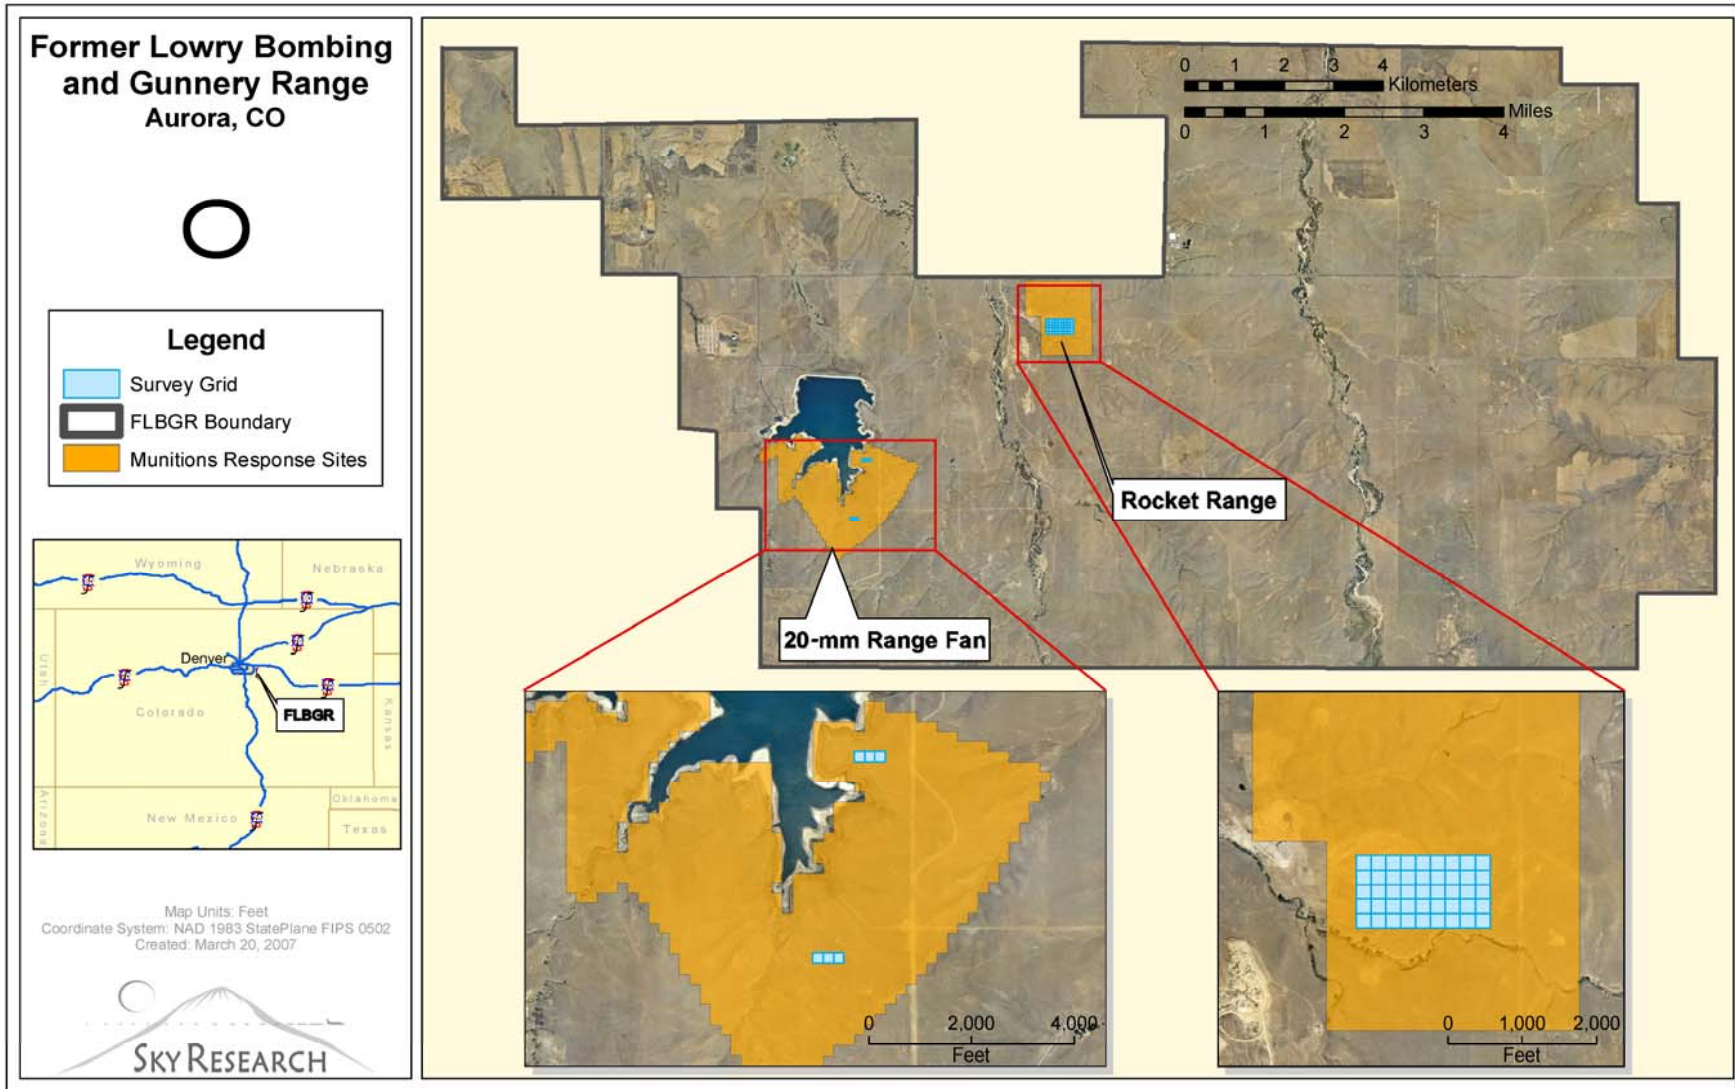 Former Lowry Bombing
and Gunnery Range
Aurora, CO
Legend
Survey Grid
FLBGR Boundary
Munitions Response Sites
Wyoming
Nebraska
Utah
Denver
Colorado
FLBGR
Kansas
Arizona
New Mexico
Oklahoma
Texas
Map Units: Feet
Coordinate System: NAD 1983 StatePlane FIPS 0502
Created: March 20, 2007
SKY RESEARCH
0 1 2 3 4
Kilometers
Miles
0 1 2 3 4
Rocket Range
20-mm Range Fan
0 2,000 4,000
Feet
0 1,000 2,000
Feet